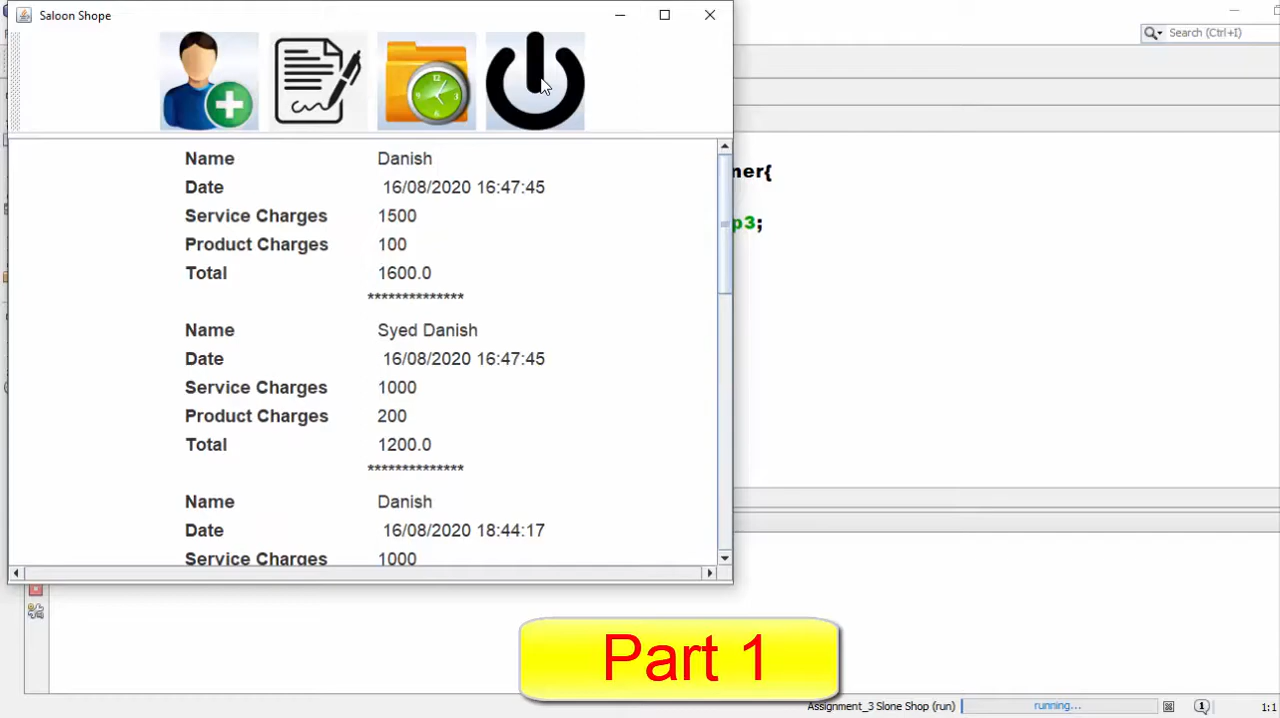 Saloon Shope
Search (Ctrl+I)
Name Danish
Date 16/08/2020 16:47:45
Service Charges 1500
Product Charges 100
Total 1600.0
**************
Name Syed Danish
Date 16/08/2020 16:47:45
Service Charges 1000
Product Charges 200
Total 1200.0
**************
Name Danish
Date 16/08/2020 18:44:17
Service Charges 1000
mer{
p3;
Part 1
Assignment_3 Slone Shop (run) running... 1:1